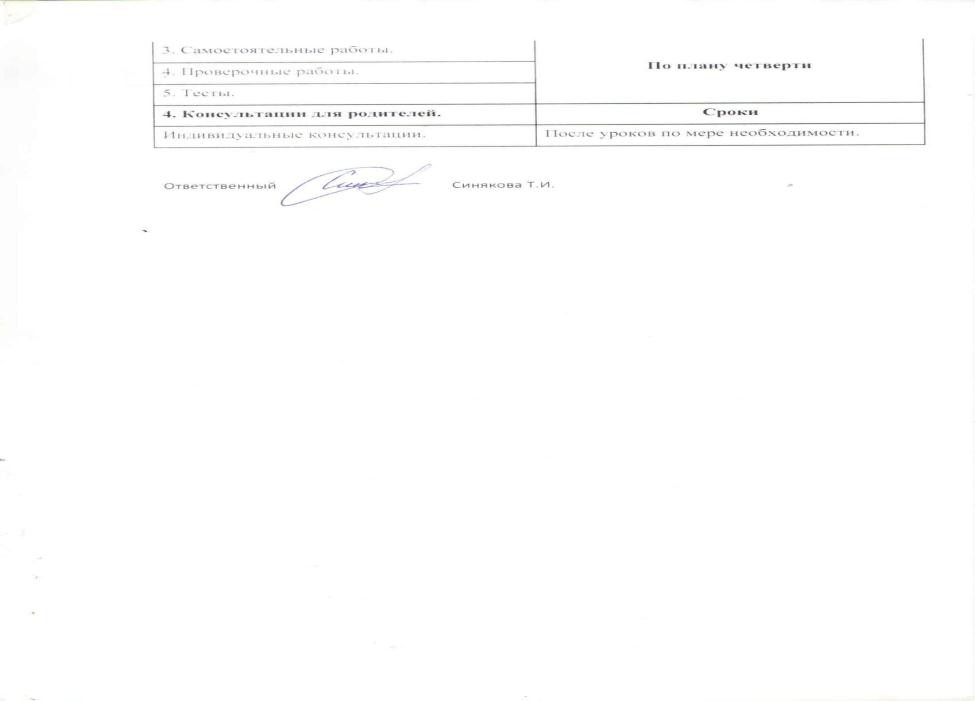 3. Самостоятельные работы.
По плану четверти
4. Проверочные работы.
5. Тесты.
4. Консультации для родителей. Сроки
Индивидуальные консультации. После уроков по мере необходимости.
Ответственный Синякова Т.И.